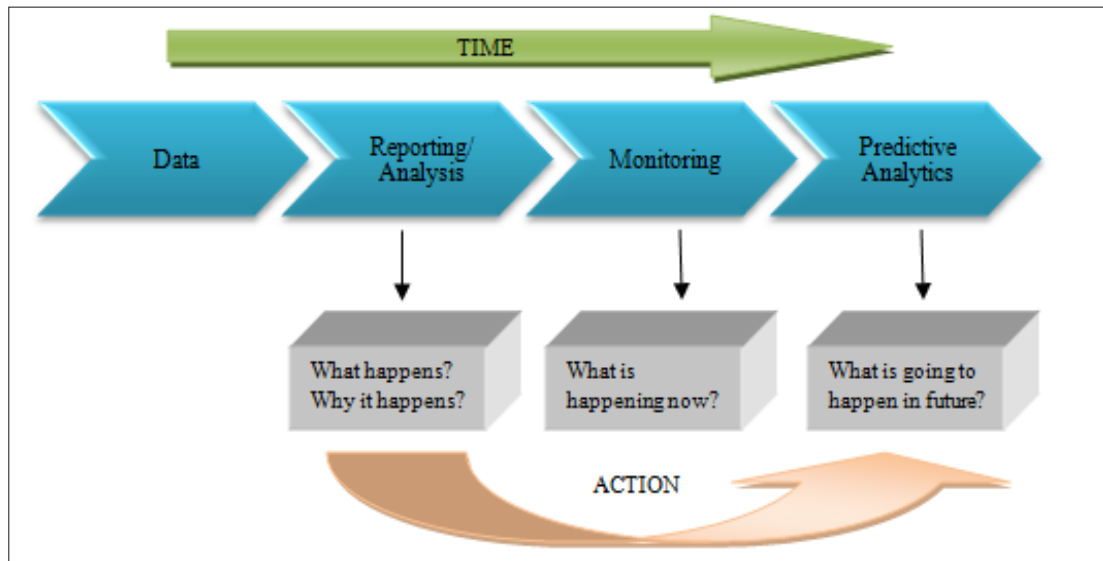 TIME
Data
Reporting/
Analysis
Monitoring
Predictive
Analytics
What happens?
Why it happens?
What is
happening now?
What is going to
happen in future?
ACTION